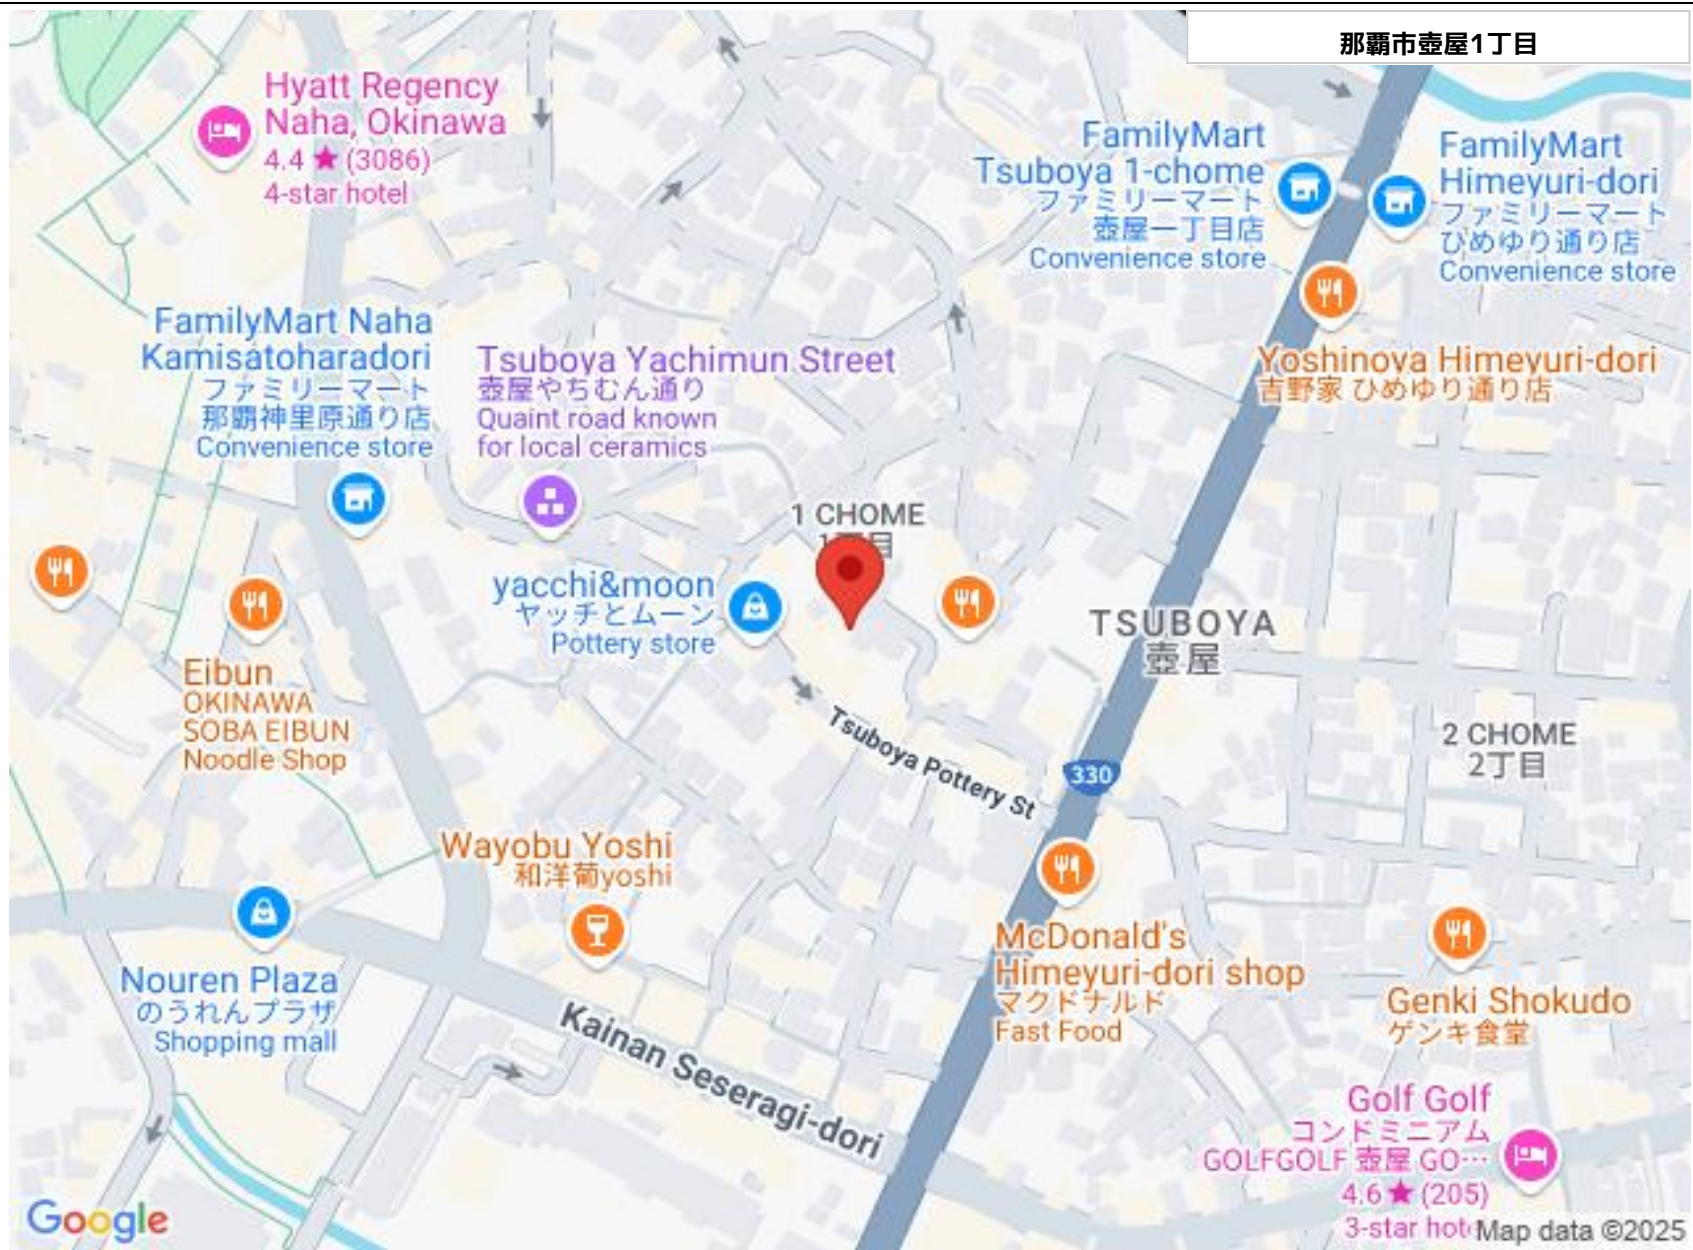 那覇市壺屋1丁目
Hyatt Regency
Naha, Okinawa
4.4 ★ (3086)
4-star hotel
FamilyMart
Tsuboya 1-chome
ファミリーマート
壺屋一丁目店
Convenience store
FamilyMart
Himeyuri-dori
ファミリーマート
ひめゆり通り店
Convenience store
FamilyMart Naha
Kamisatoharadori
ファミリーマート
那覇神里原通り店
Convenience store
Tsuboya Yachimun Street
壺屋やちむん通り
Quaint road known
for local ceramics
Yoshinoya Himeyuri-dori
吉野家 ひめゆり通り店
1 CHOME
yacchi&moon
ヤッチとムーン
Pottery store
TSUBOYA
壺屋
Eibun
OKINAWA
SOBA EIBUN
Noodle Shop
Tsuboya Pottery St
330
2 CHOME
2丁目
Wayobu Yoshi
和洋葡yoshi
McDonald's
Himeyuri-dori shop
マクドナルド
Fast Food
Nouren Plaza
のうれんプラザ
Shopping mall
Genki Shokudo
ゲンキ食堂
Kainan Seseragi-dori
Golf Golf
コンドミニアム
GOLFGOLF 壺屋 GO…
4.6 ★ (205)
3-star hote
Google
Map data ©2025